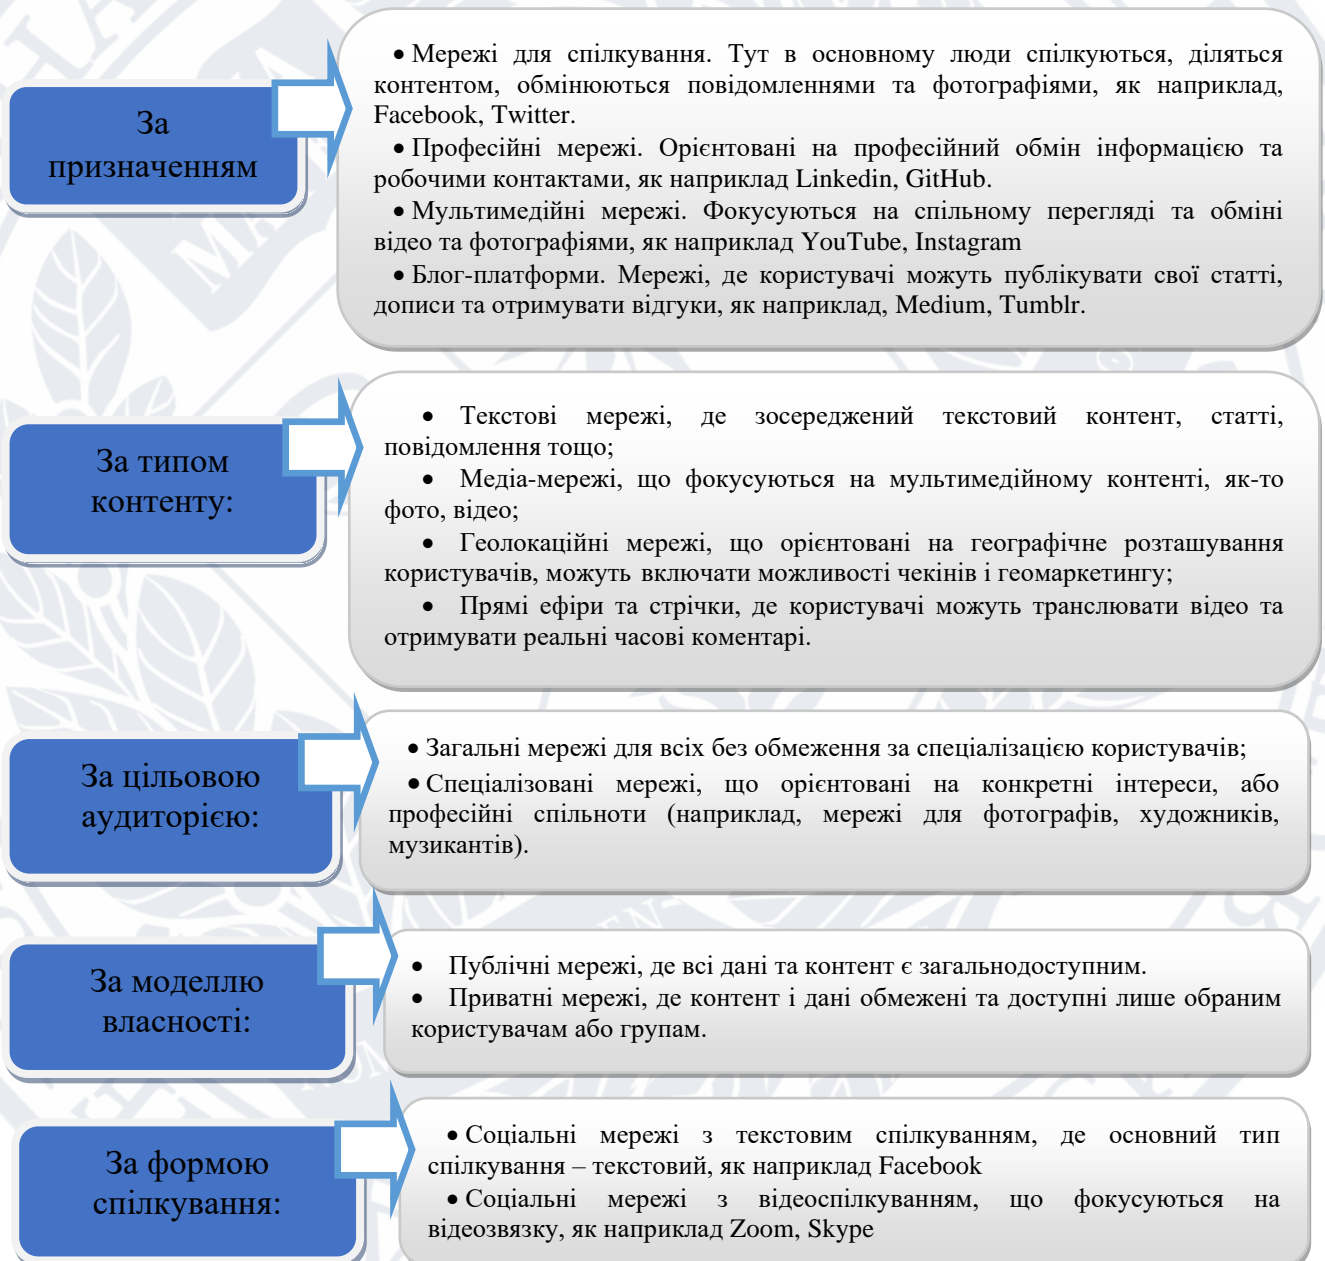 За
призначенням
• Мережі для спілкування. Тут в основному люди спілкуються, діляться
контентом, обмінюються повідомленнями та фотографіями, як наприклад,
Facebook, Twitter.
• Професійні мережі. Орієнтовані на професійний обмін інформацією та
робочими контактами, як наприклад Linkedin, GitHub.
• Мультимедійні мережі. Фокусуються на спільному перегляді та обміні
відео та фотографіями, як наприклад YouTube, Instagram
• Блог-платформи. Мережі, де користувачі можуть публікувати свої статті,
дописи та отримувати відгуки, як наприклад, Medium, Tumblr.
За типом
контенту:
• Текстові мережі, де зосереджений текстовий контент, статті,
повідомлення тощо;
• Медіа-мережі, що фокусуються на мультимедійному контенті, як-то
фото, відео;
• Геолокаційні мережі, що орієнтовані на географічне розташування
користувачів, можуть включати можливості чекінів і геомаркетингу;
• Прямі ефіри та стрічки, де користувачі можуть транслювати відео та
отримувати реальні часові коментарі.
За цільовою
аудиторією:
• Загальні мережі для всіх без обмеження за спеціалізацією користувачів;
• Спеціалізовані мережі, що орієнтовані на конкретні інтереси, або
професійні спільноти (наприклад, мережі для фотографів, художників,
музикантів).
За моделлю
власності:
• Публічні мережі, де всі дані та контент є загальнодоступним.
• Приватні мережі, де контент і дані обмежені та доступні лише обраним
користувачам або групам.
За формою
спілкування:
• Соціальні мережі з текстовим спілкуванням, де основний тип
спілкування – текстовий, як наприклад Facebook
• Соціальні мережі з відеоспілкуванням, що фокусуються на
відеозвязку, як наприклад Zoom, Skype